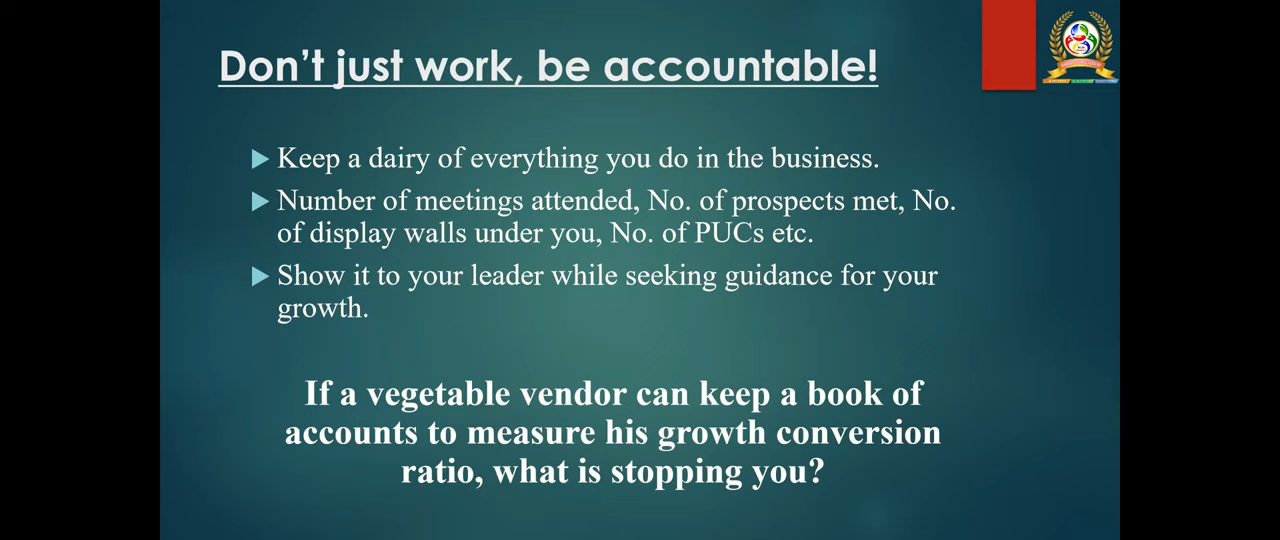 Don't just work, be accountable!
Keep a dairy of everything you do in the business.
Number of meetings attended, No. of prospects met, No.
of display walls under you, No. of PUCs etc.
Show it to your leader while seeking guidance for your
growth.
If a vegetable vendor can keep a book of
accounts to measure his growth conversion
ratio, what is stopping you?